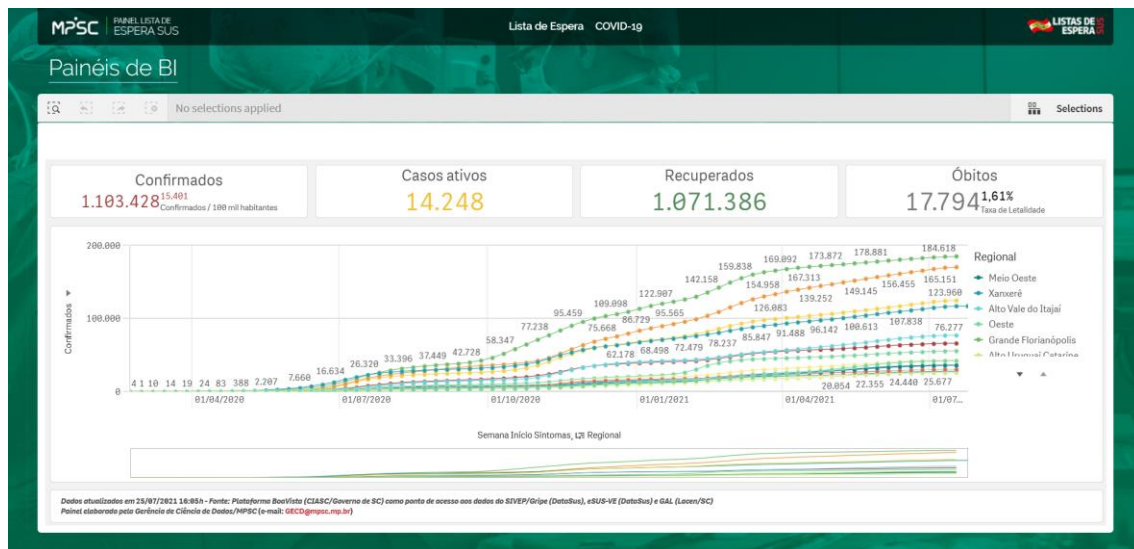 MPSC | PAINEL LISTA DE ESPERA SUS
Lista de Espera COVID-19
LISTAS DE ESPERA SUS
Painéis de BI
No selections applied
Selections
Confirmados
1.103.428 15.401 Confirmados / 100 mil habitantes
Casos ativos
14.248
Recuperados
1.071.386
Óbitos
17.794 1,61% Taxa de Letalidade
Confirmados
200.000
100.000
0
4 1 10 14 19 24 83 388 2.207 7.660 16.634 26.320 33.396 37.449 42.728 58.347 77.238 95.459 109.098 122.907 142.158 159.838 169.092 173.872 178.881 184.618
75.668 86.729 95.565 154.958 167.313 126.083 139.252 149.145 156.455 165.151
123.960
62.178 68.498 72.479 78.237 85.847 91.488 96.142 100.613 107.838 76.277
20.054 22.355 24.440 25.677
01/04/2020 01/07/2020 01/10/2020 01/01/2021 01/04/2021 01/07...
Semana Início Sintomas, Regional
Regional
Meio Oeste
Xanxerê
Alto Vale do Itajaí
Oeste
Grande Florianópolis
Alto Uruguai Catarine
Dados atualizados em 25/07/2021 16:05h - Fonte: Plataforma BoaVista (CIASC/Governo de SC) como ponto de acesso aos dados do SIVEP/Gripe (DataSus), eSUS-VE (DataSus) e GAL (Lacen/SC)
Painel elaborado pela Gerência de Ciência de Dados/MPSC (e-mail: GECD@mpsc.mp.br)